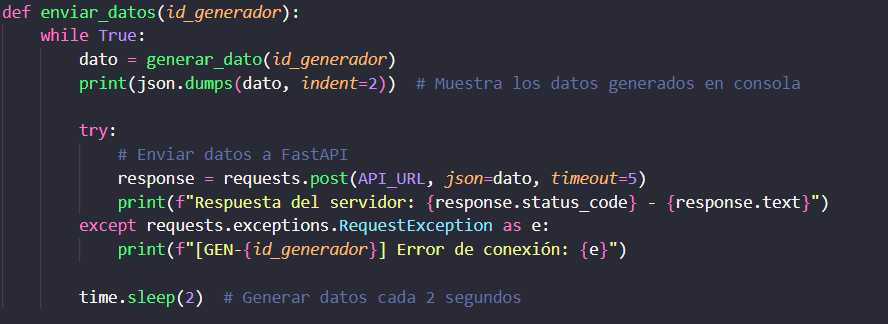 def enviar_datos(id_generador):
    while True:
        dato = generar_dato(id_generador)
        print(json.dumps(dato, indent=2))  # Muestra los datos generados en consola

        try:
            # Enviar datos a FastAPI
            response = requests.post(API_URL, json=dato, timeout=5)
            print(f"Respuesta del servidor: {response.status_code} - {response.text}")
        except requests.exceptions.RequestException as e:
            print(f"[GEN-{id_generador}] Error de conexión: {e}")

        time.sleep(2)  # Generar datos cada 2 segundos